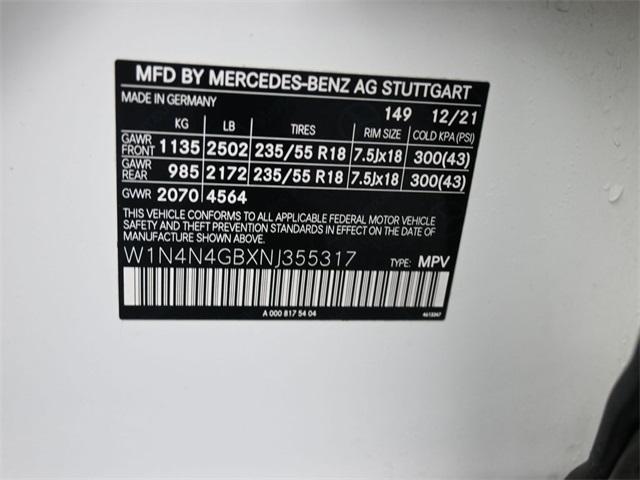 MFD BY MERCEDES-BENZ AG STUTTGART
MADE IN GERMANY 149 12/21
KG LB TIRES RIM SIZE COLD KPA(PSI)
GAWR FRONT 1135 2502 235/55 R18 7.5Jx18 300(43)
GAWR REAR 985 2172 235/55 R18 7.5Jx18 300(43)
GVWR 2070 4564
THIS VEHICLE CONFORMS TO ALL APPLICABLE FEDERAL MOTOR VEHICLE
SAFETY AND THEFT PREVENTION STANDARDS IN EFFECT ON THE DATE
OF MANUFACTURE SHOWN ABOVE.
W1N4N4GBXNJ355317 TYPE: MPV
A 000 817 54 04